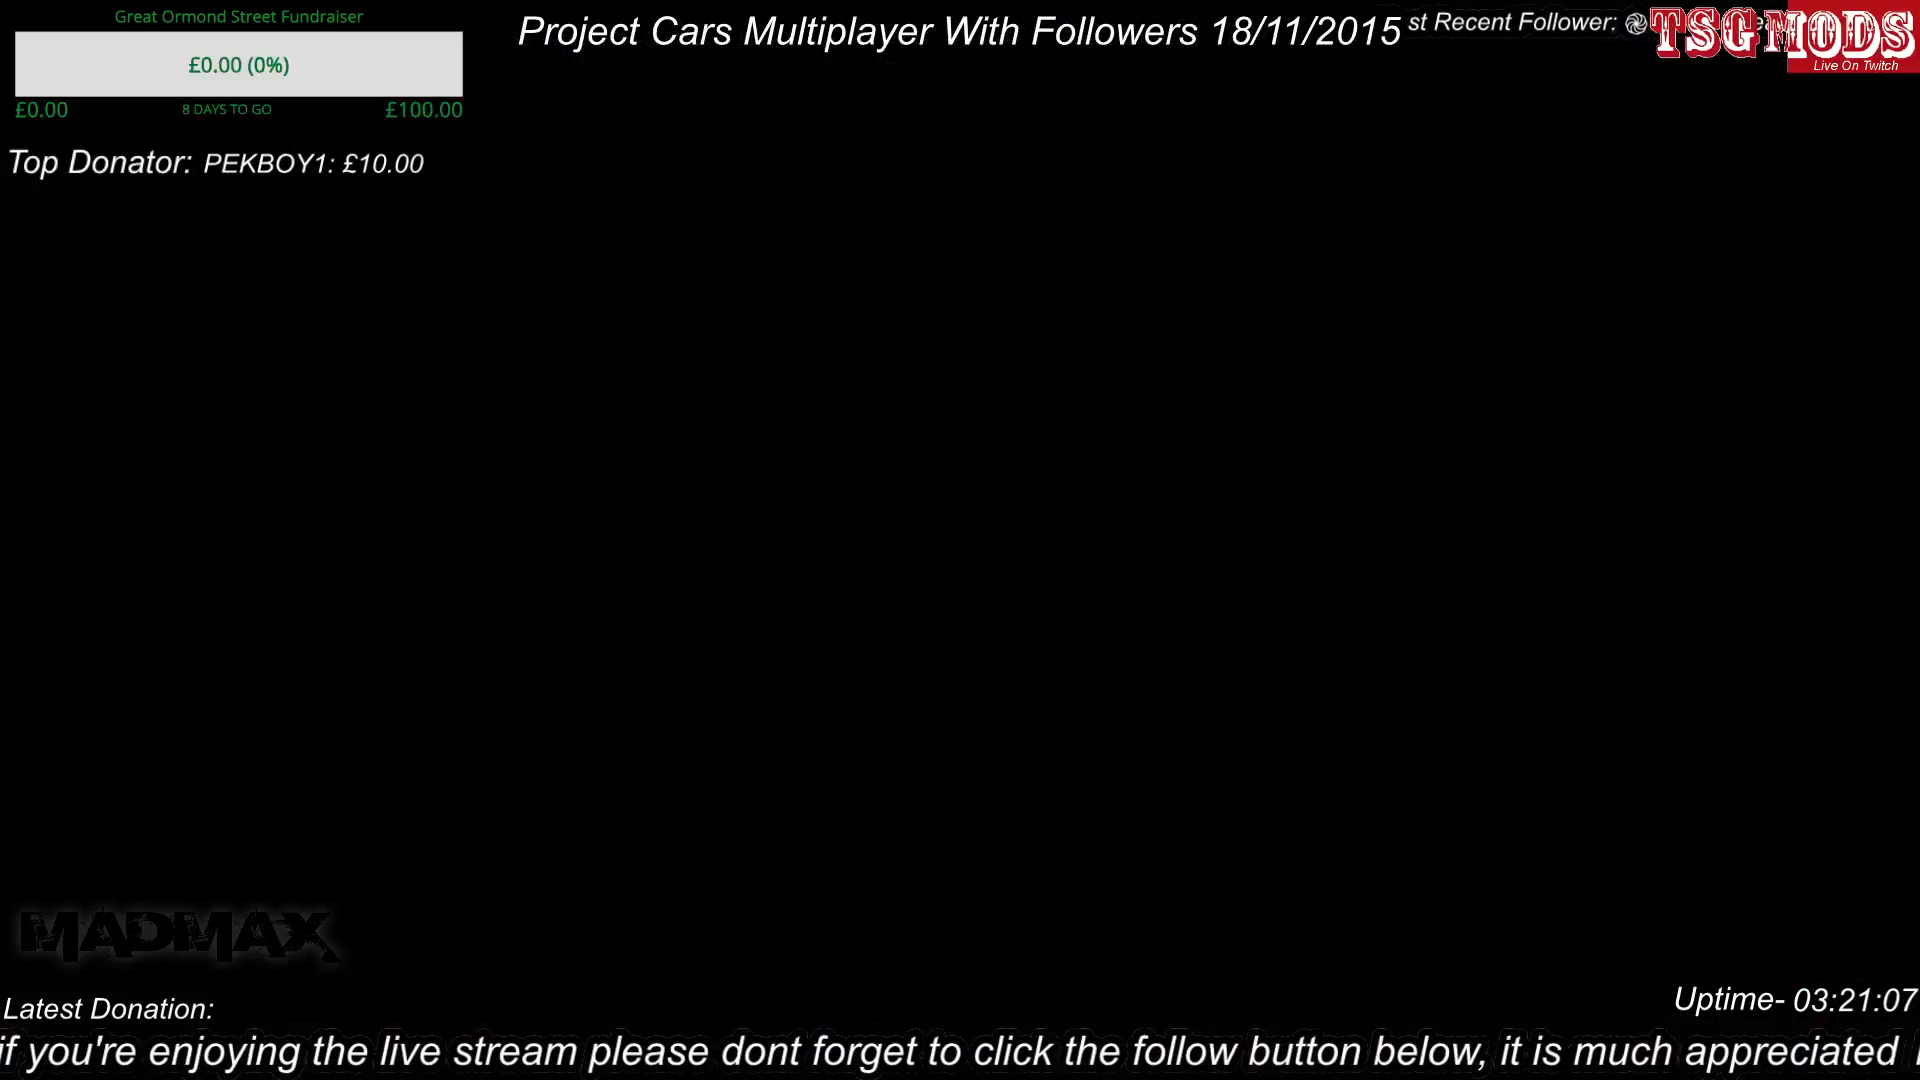 Great Ormond Street Fundraiser
£0.00 (0%)
£0.00 8 DAYS TO GO £100.00
Top Donator: PEKBOY1: £10.00
Project Cars Multiplayer With Followers 18/11/2015
st Recent Follower:
TSGMODS
Live On Twitch
MADMAX
Latest Donation:
Uptime- 03:21:07
if you're enjoying the live stream please dont forget to click the follow button below, it is much appreciated